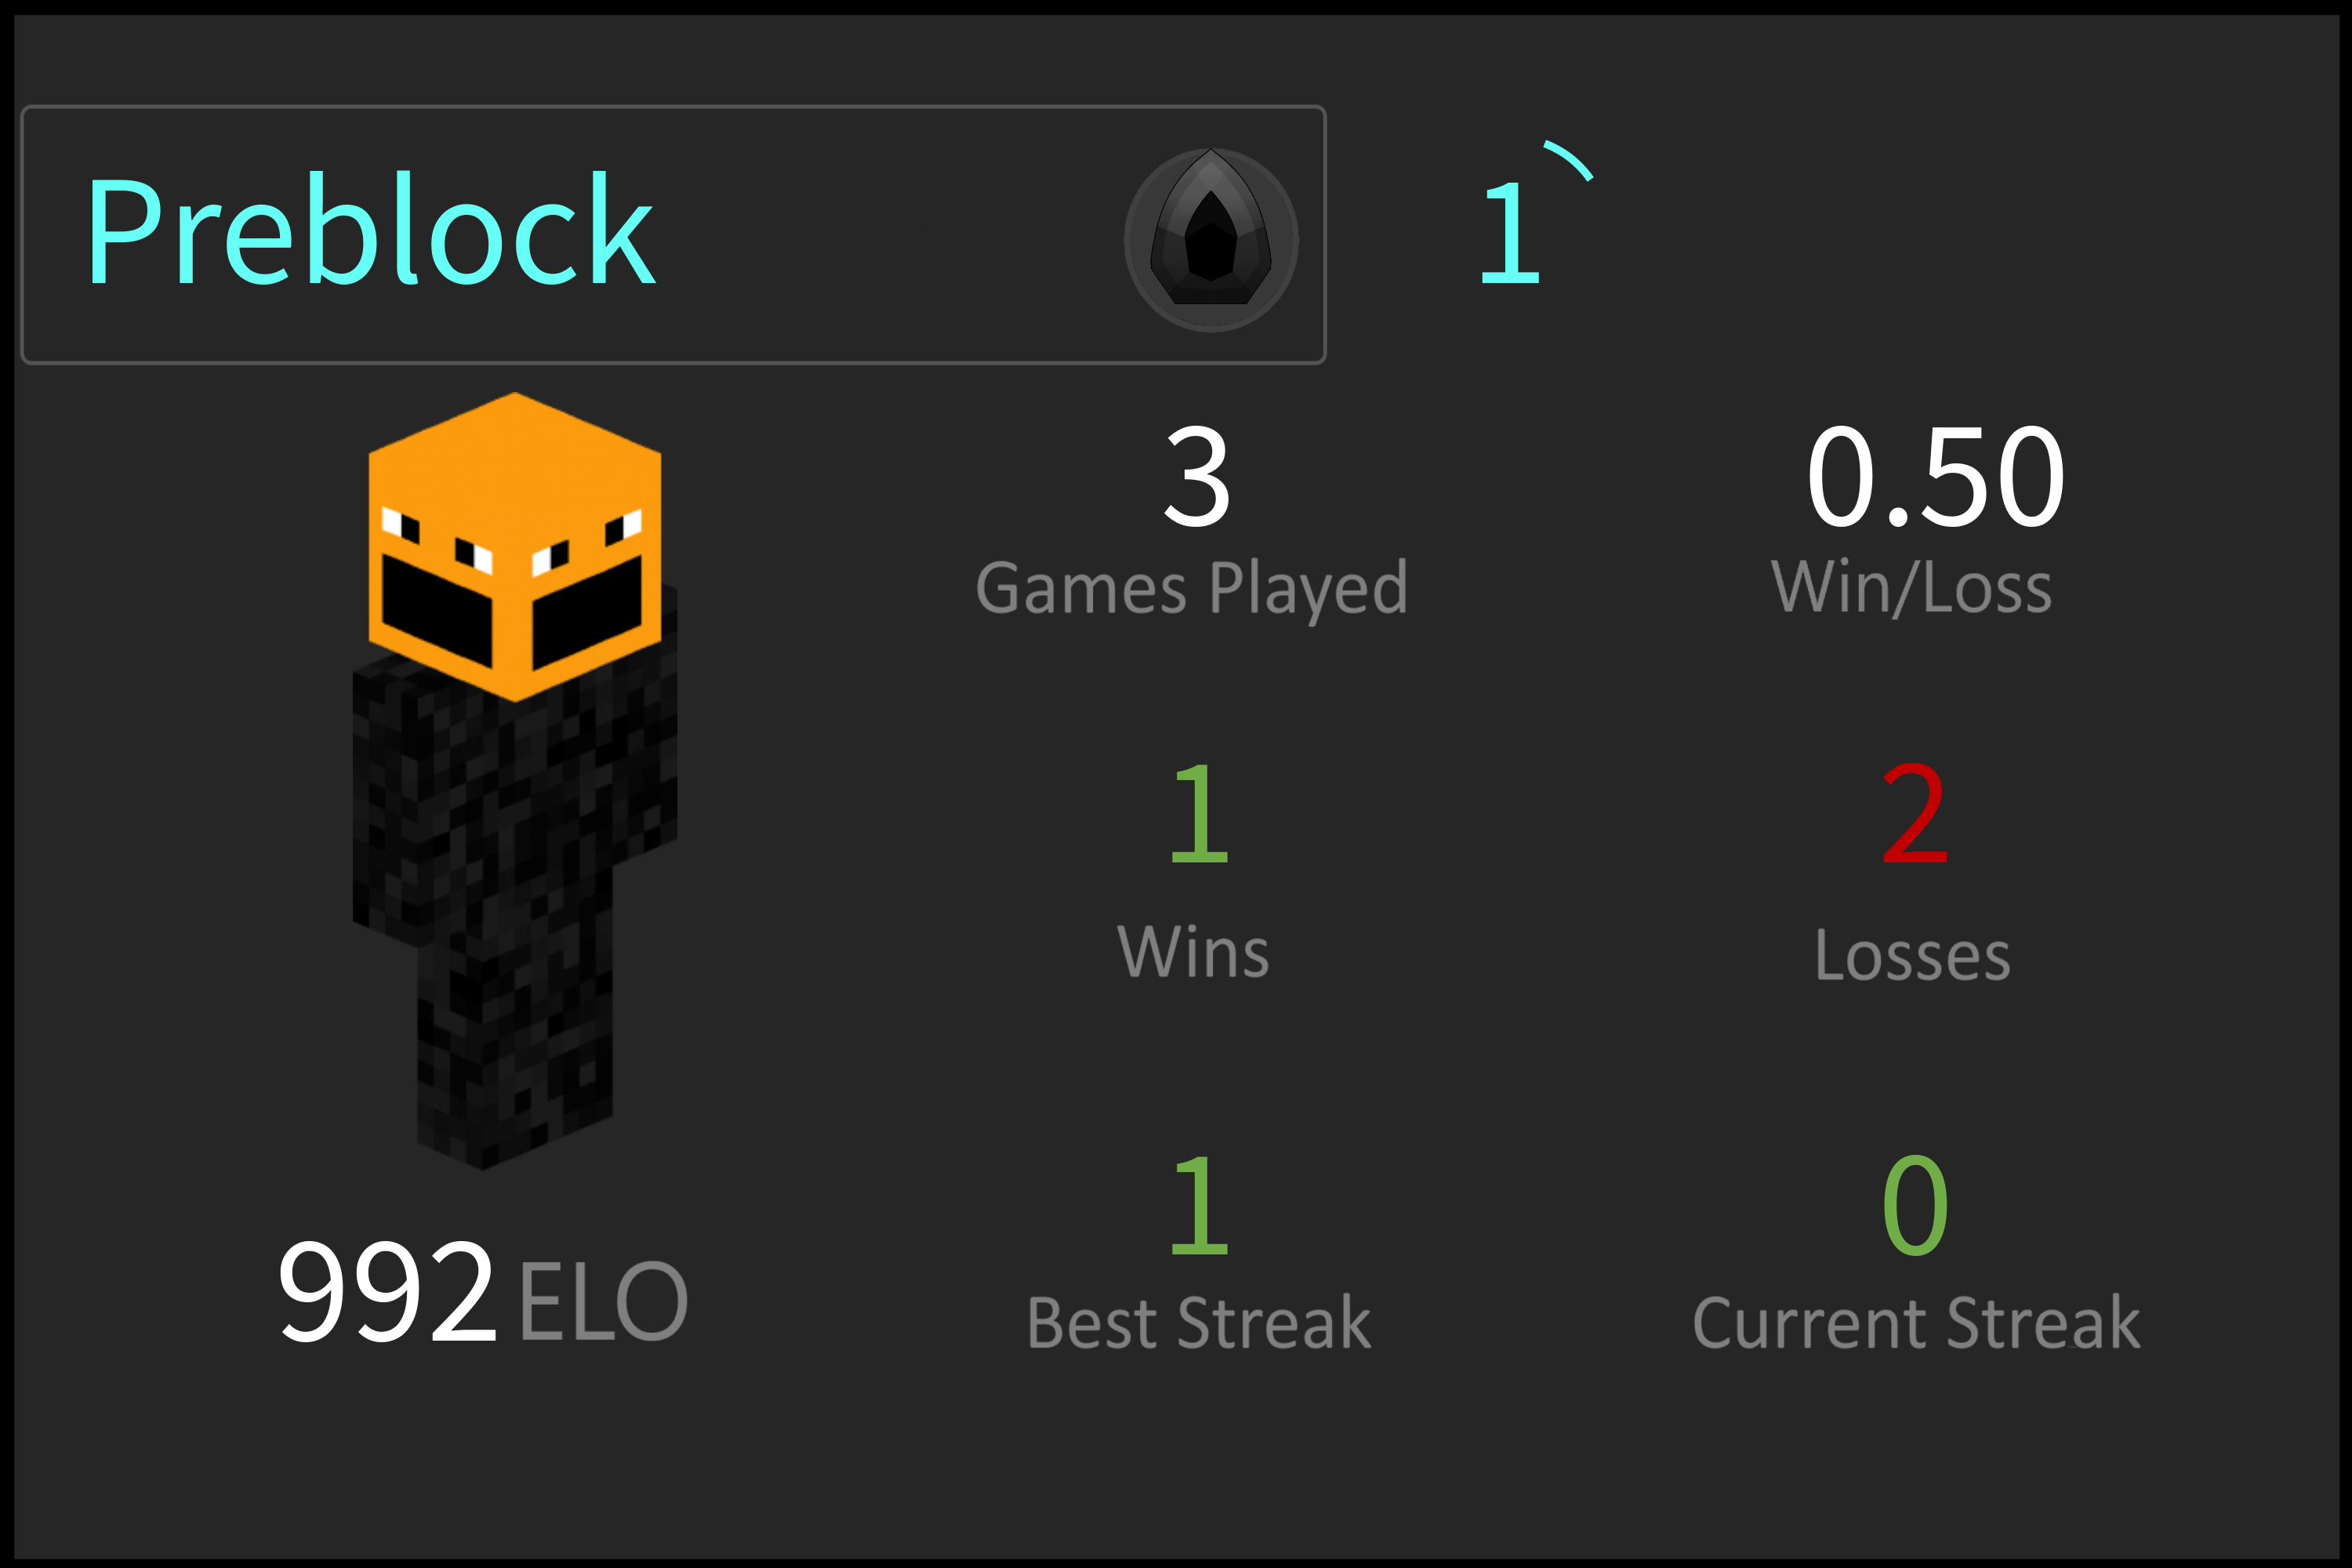 Preblock
1
3
Games Played
0.50
Win/Loss
1
Wins
2
Losses
992 ELO
1
Best Streak
0
Current Streak